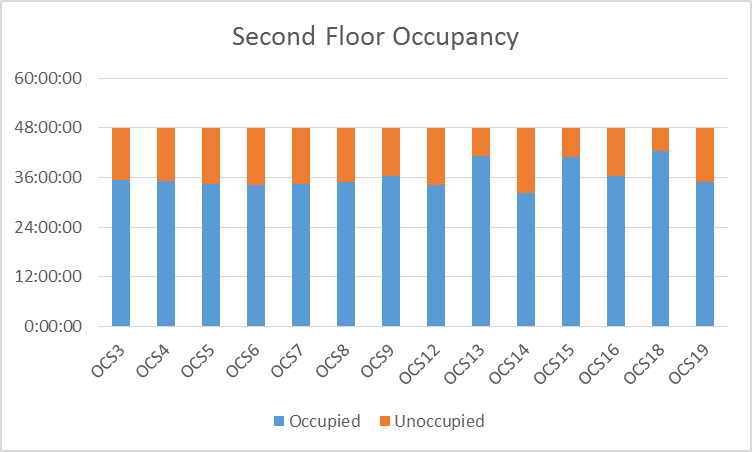 Second Floor Occupancy
60:00:00
48:00:00
36:00:00
24:00:00
12:00:00
0:00:00
OCS3
OCS4
OCS5
OCS6
OCS7
OCS8
OCS9
OCS12
OCS13
OCS14
OCS15
OCS16
OCS18
OCS19
Occupied
Unoccupied